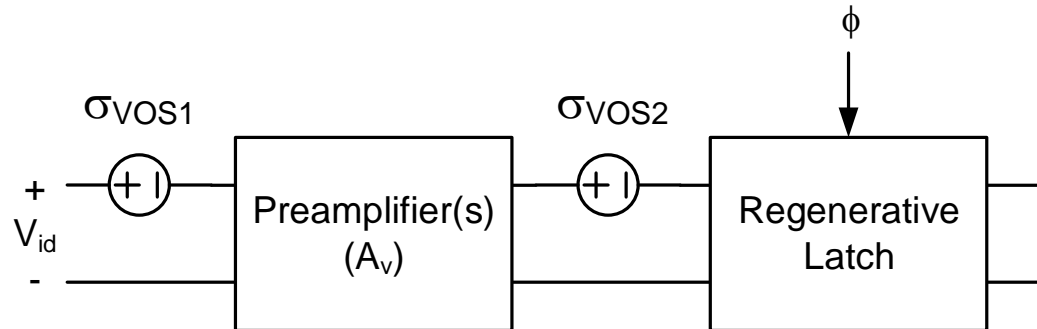 ϕ
σVOS1
σVOS2
+
Vid
-
+ -
Preamplifier(s)
(Av)
+ -
Regenerative
Latch